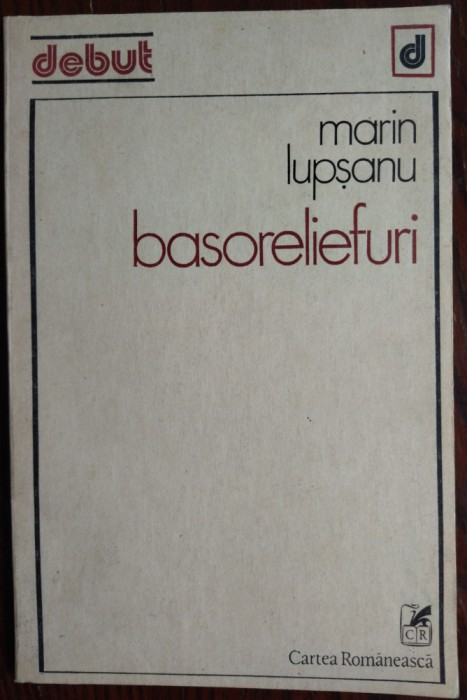 debut
d
marin
lupșanu
basoreliefuri
CR
Cartea Românească